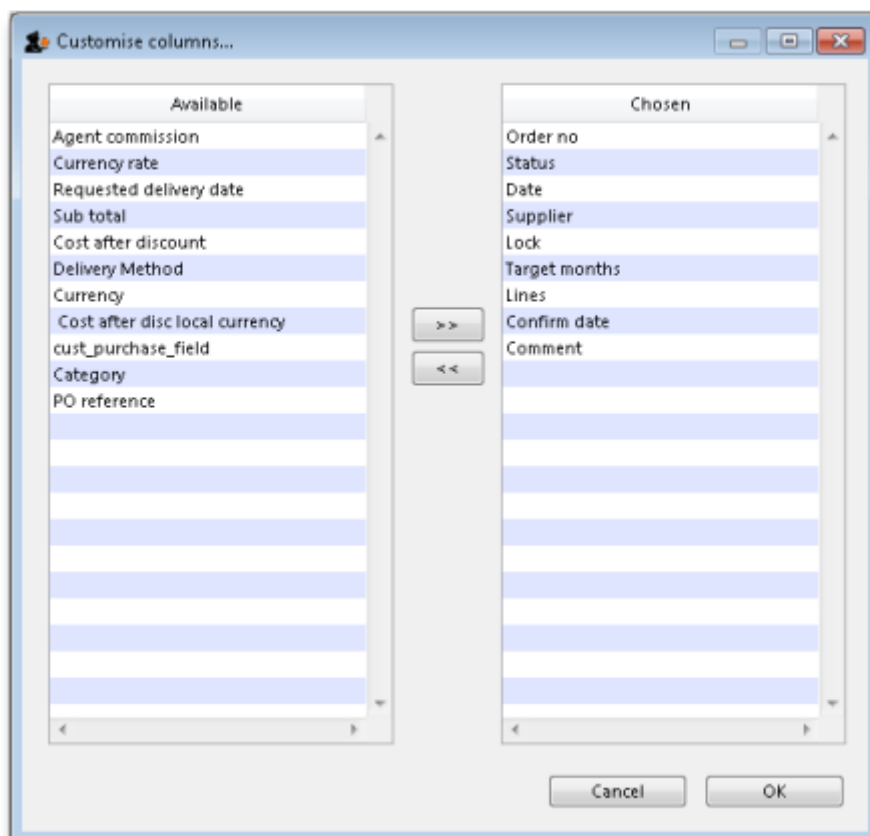 Customise columns...
Available
Agent commission
Currency rate
Requested delivery date
Sub total
Cost after discount
Delivery Method
Currency
Cost after disc local currency
cust_purchase_field
Category
PO reference
>>
<<
Chosen
Order no
Status
Date
Supplier
Lock
Target months
Lines
Confirm date
Comment
Cancel
OK